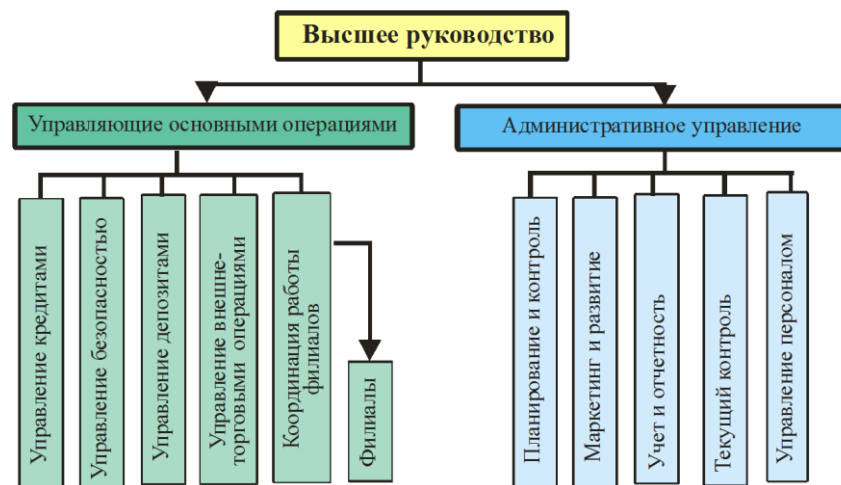 Высшее руководство
Управляющие основными операциями
Административное управление
Управление кредитами
Управление безопасностью
Управление депозитами
Управление внешне-
торговыми операциями
Координация работы
филиалов
Филиалы
Планирование и контроль
Маркетинг и развитие
Учет и отчетность
Текущий контроль
Управление персоналом